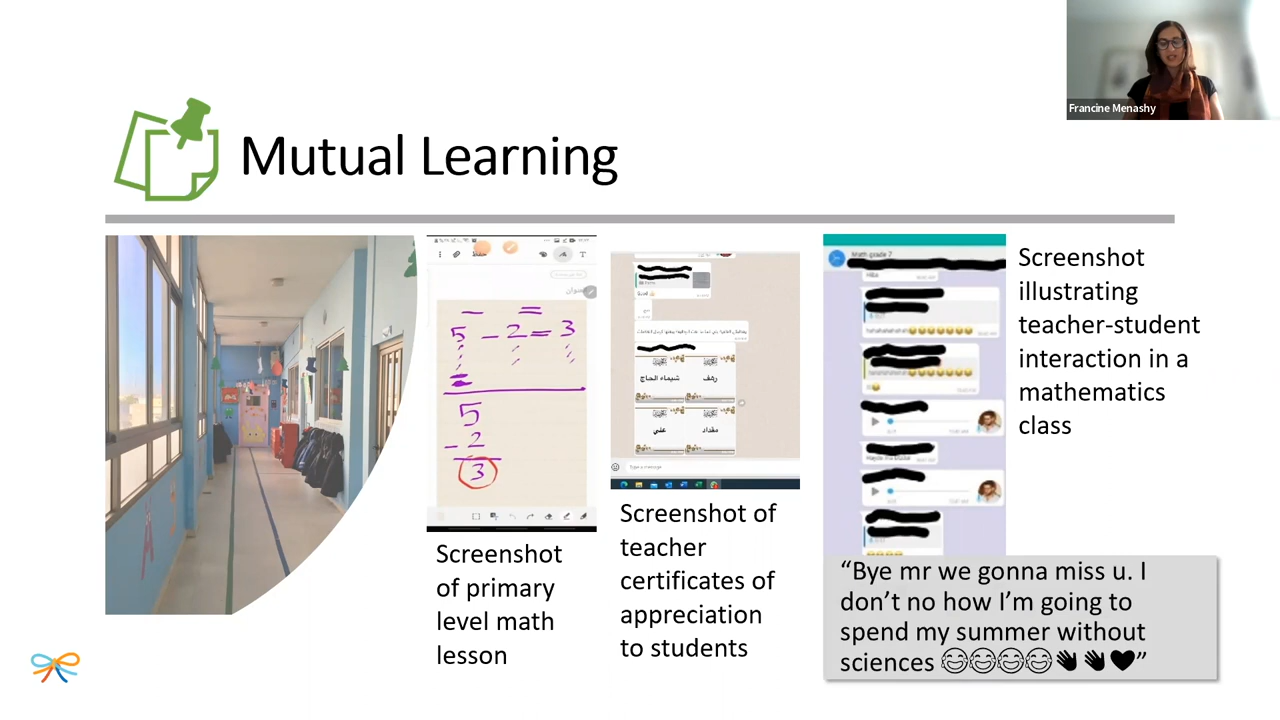 Francine Menashy
Mutual Learning
5 – 2 = 3
5
- 2
3
رهف
شيماء الحاج
مقداد
علي
Type a message
Screenshot
of primary
level math
lesson
Screenshot of
teacher
certificates of
appreciation
to students
Math grade 7
Screenshot
illustrating
teacher-student
interaction in a
mathematics
class
“Bye mr we gonna miss u. I
don’t no how I’m going to
spend my summer without
sciences 😂😂😂😂👋👋❤”